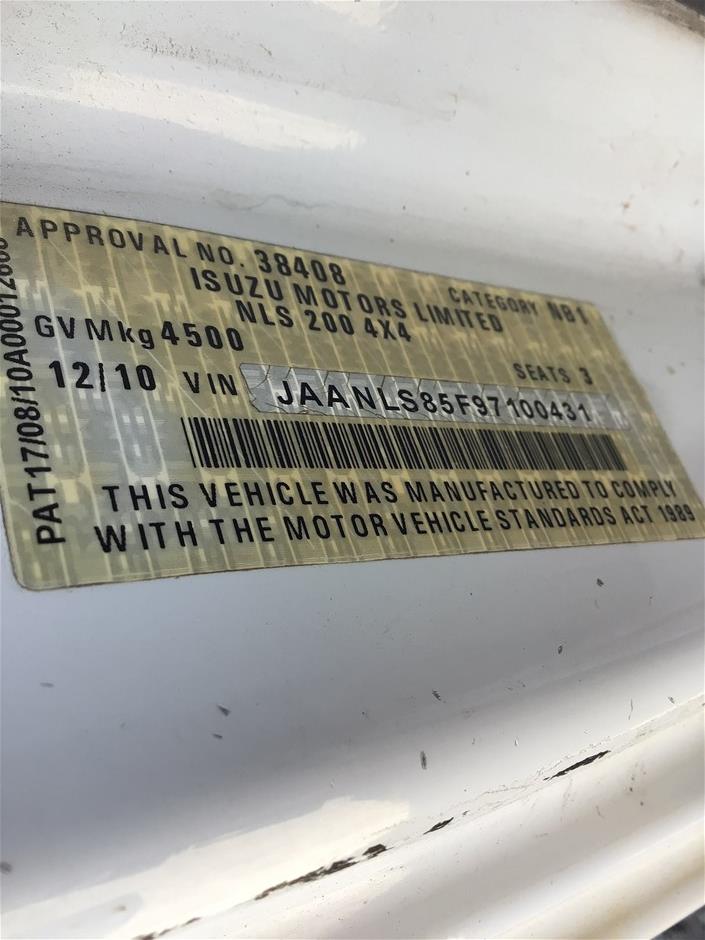 APPROVAL NO. 38408 CATEGORY NB1
ISUZU MOTORS LIMITED
NLS 200 4X4
GVMkg4500 SEATS 3
12/10 VIN JAANLS85F97100431
THIS VEHICLE WAS MANUFACTURED TO COMPLY
WITH THE MOTOR VEHICLE STANDARDS ACT 1989